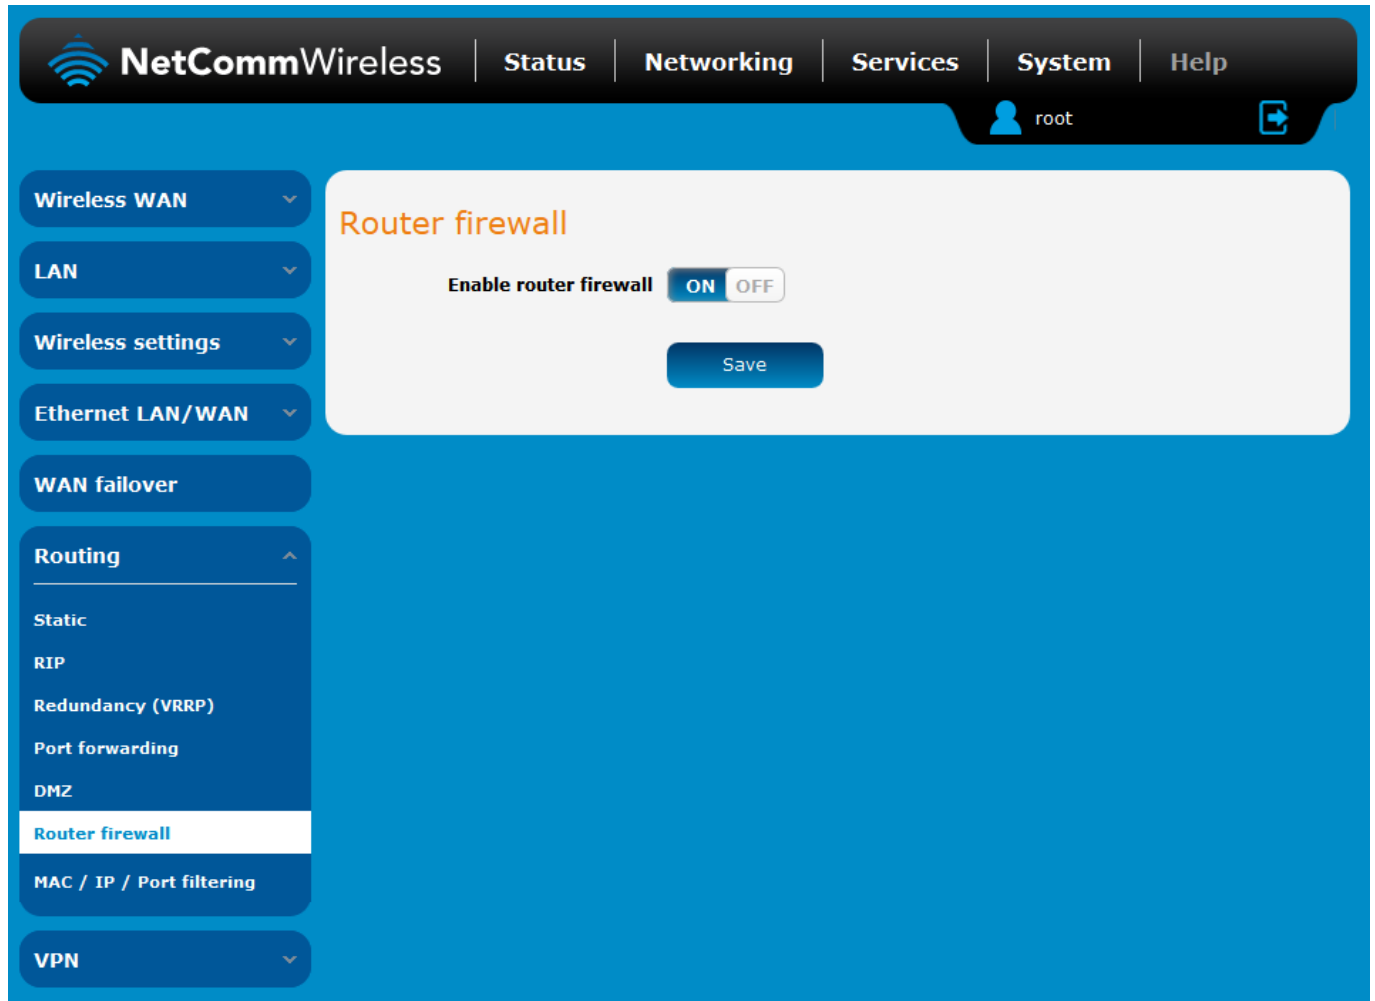 NetCommWireless Status Networking Services System Help
root
Wireless WAN
LAN
Wireless settings
Ethernet LAN/WAN
WAN failover
Routing
Static
RIP
Redundancy (VRRP)
Port forwarding
DMZ
Router firewall
MAC / IP / Port filtering
VPN
Router firewall
Enable router firewall ON OFF
Save